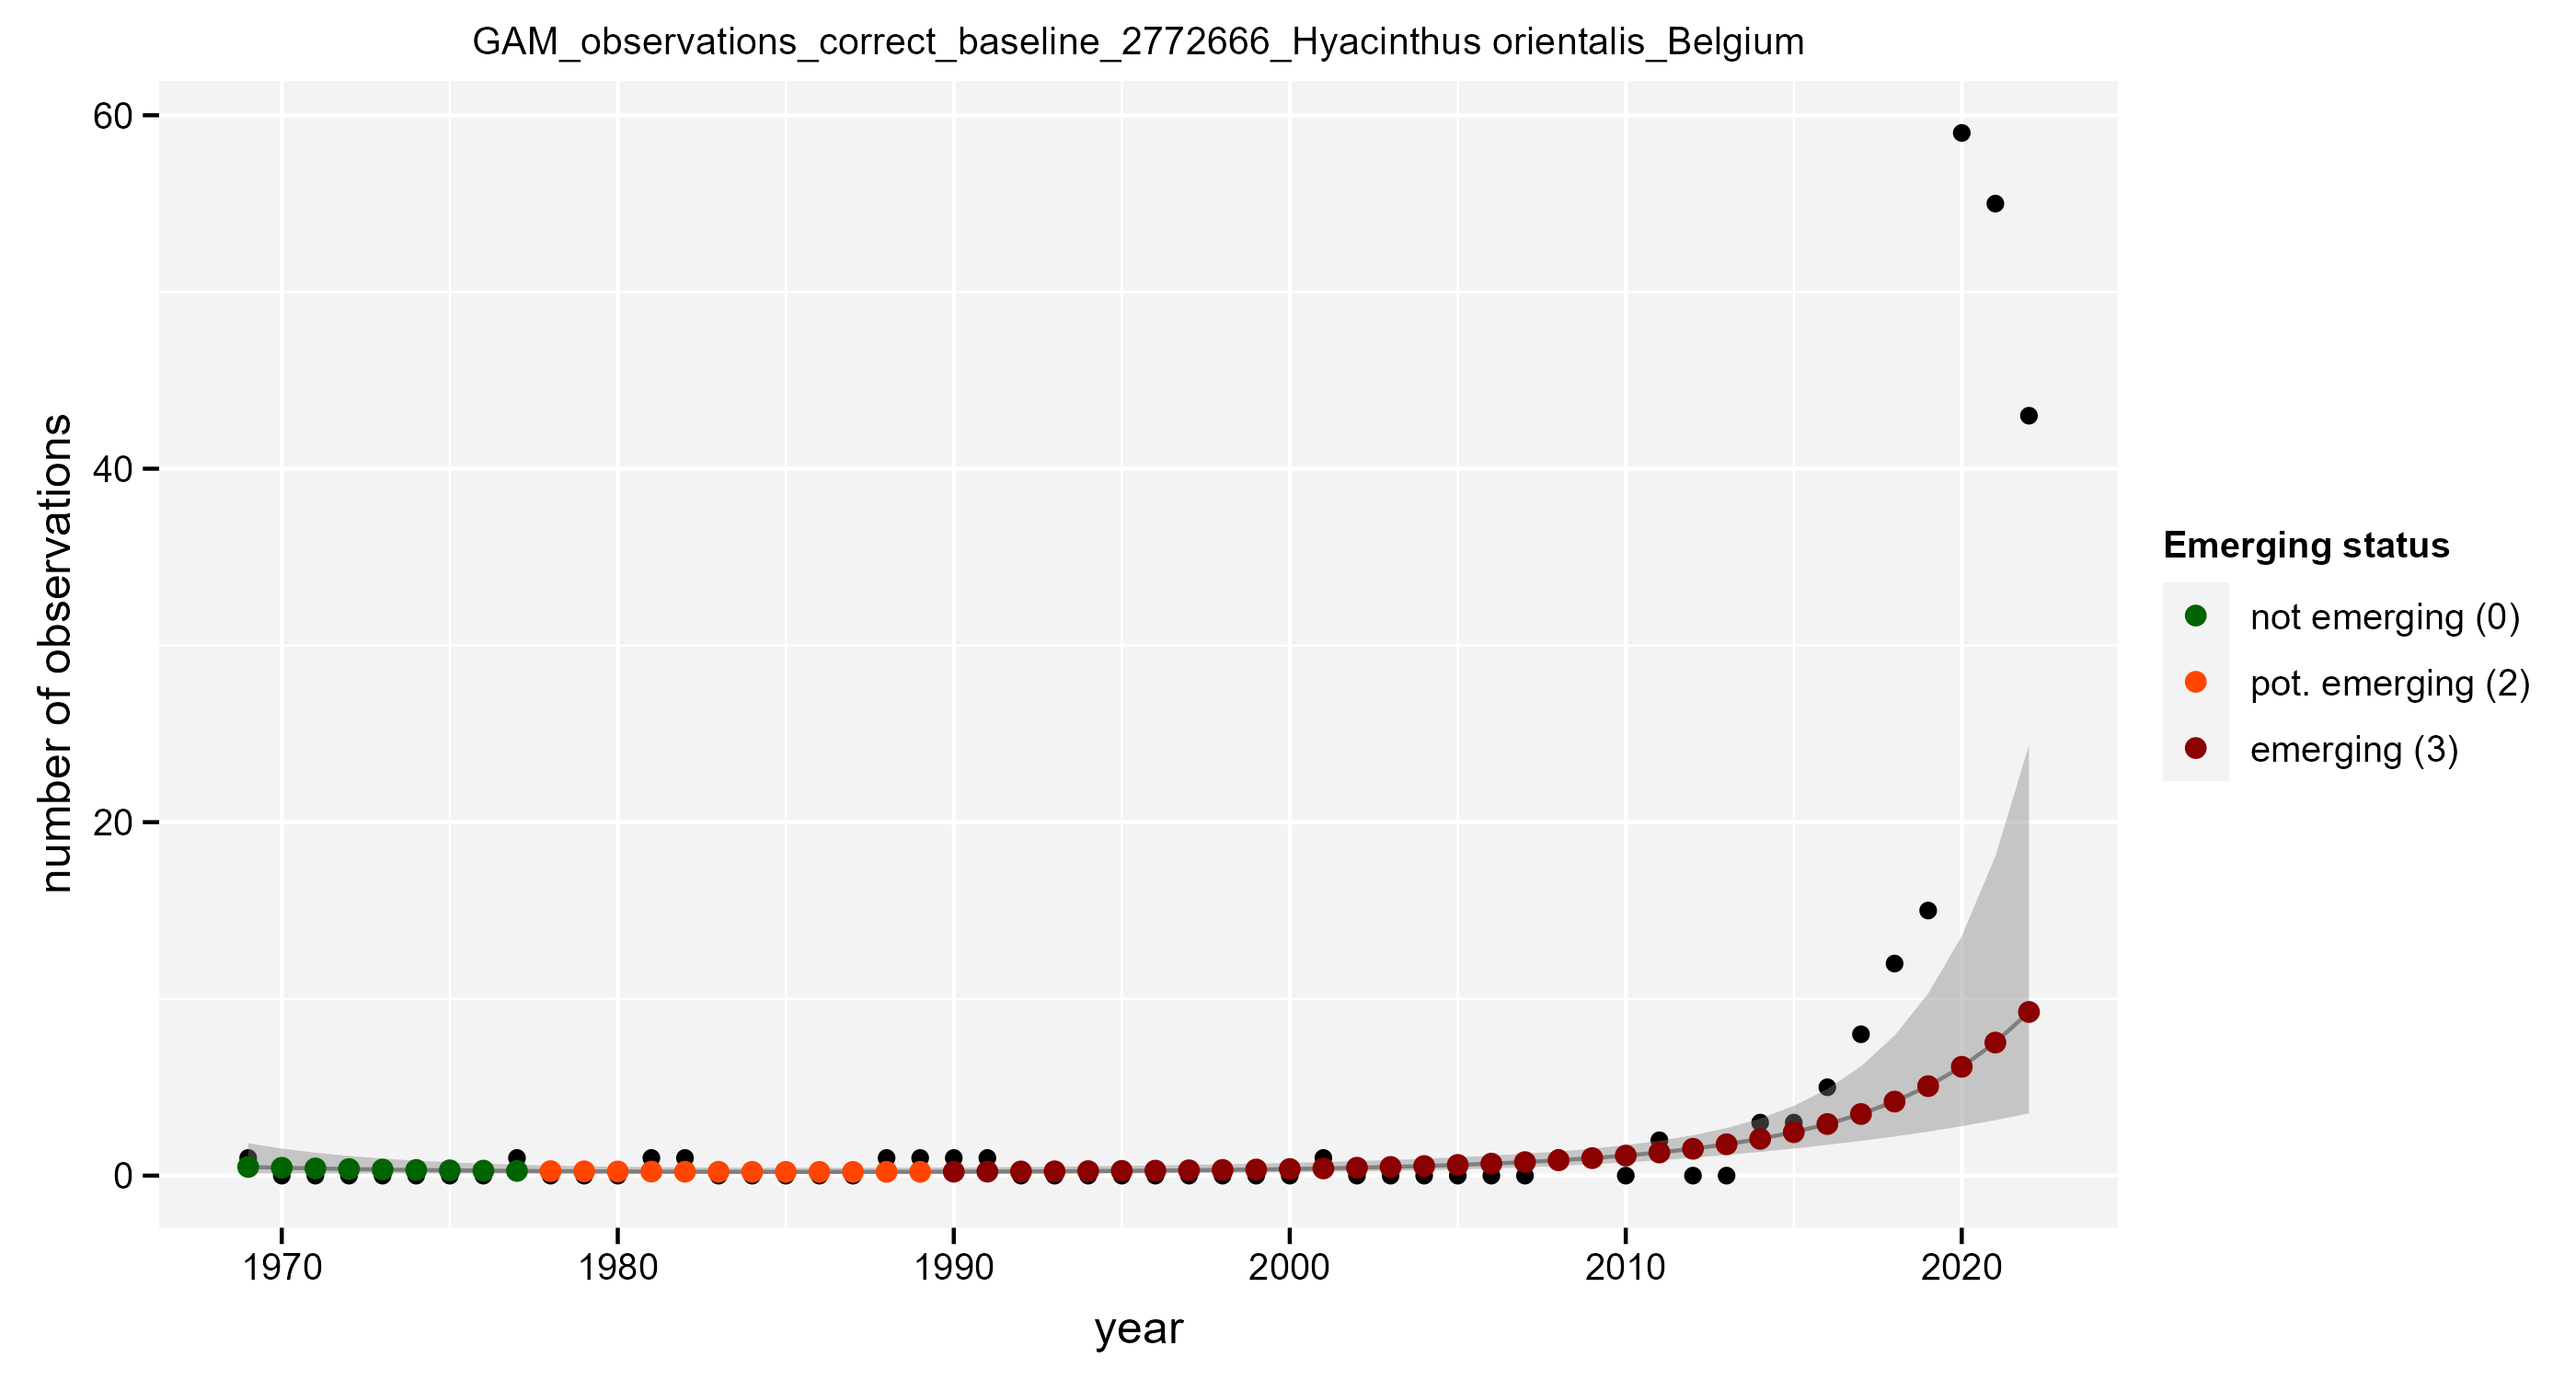 GAM_observations_correct_baseline_2772666_Hyacinthus orientalis_Belgium
number of observations
60
40
20
0
1970 1980 1990 2000 2010 2020
year
Emerging status
not emerging (0)
pot. emerging (2)
emerging (3)